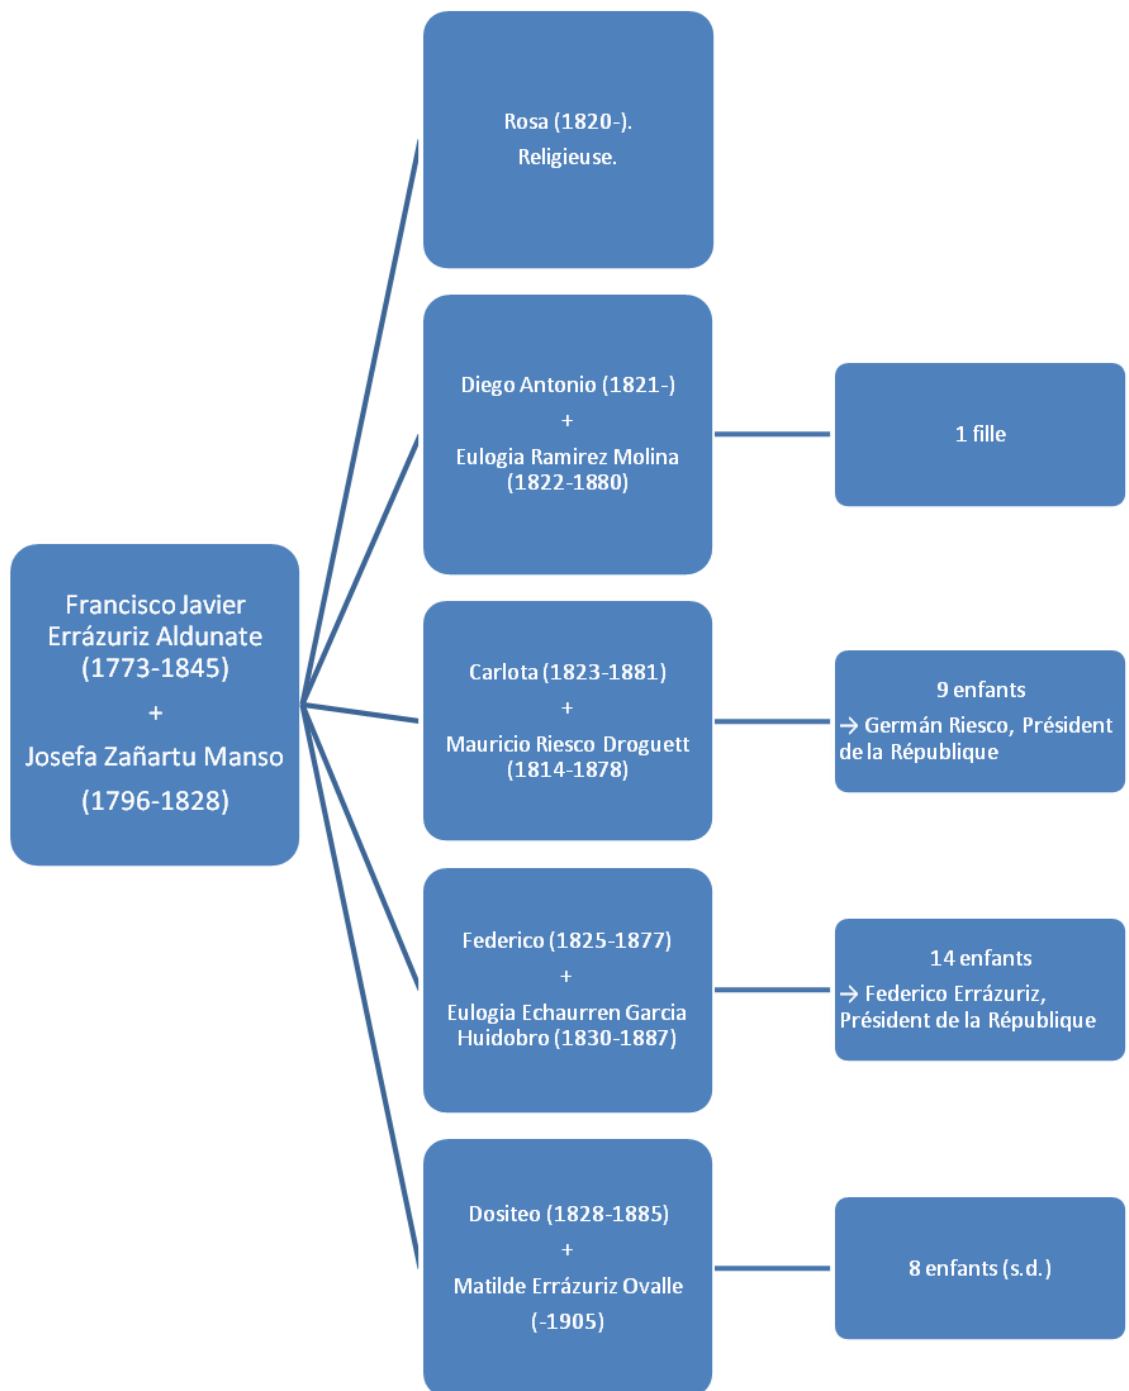 Rosa (1820-).
Religieuse.
Diego Antonio (1821-)
+
Eulogia Ramirez Molina
(1822-1880)
1 fille
Francisco Javier
Errázuriz Aldunate
(1773-1845)
+
Josefa Zañartu Manso
(1796-1828)
Carlota (1823-1881)
+
Mauricio Riesco Droguett
(1814-1878)
9 enfants
→ Germán Riesco, Président
de la République
Federico (1825-1877)
+
Eulogia Echaurren Garcia
Huidobro (1830-1887)
14 enfants
→ Federico Errázuriz,
Président de la République
Dositeo (1828-1885)
+
Matilde Errázuriz Ovalle
(-1905)
8 enfants (s.d.)